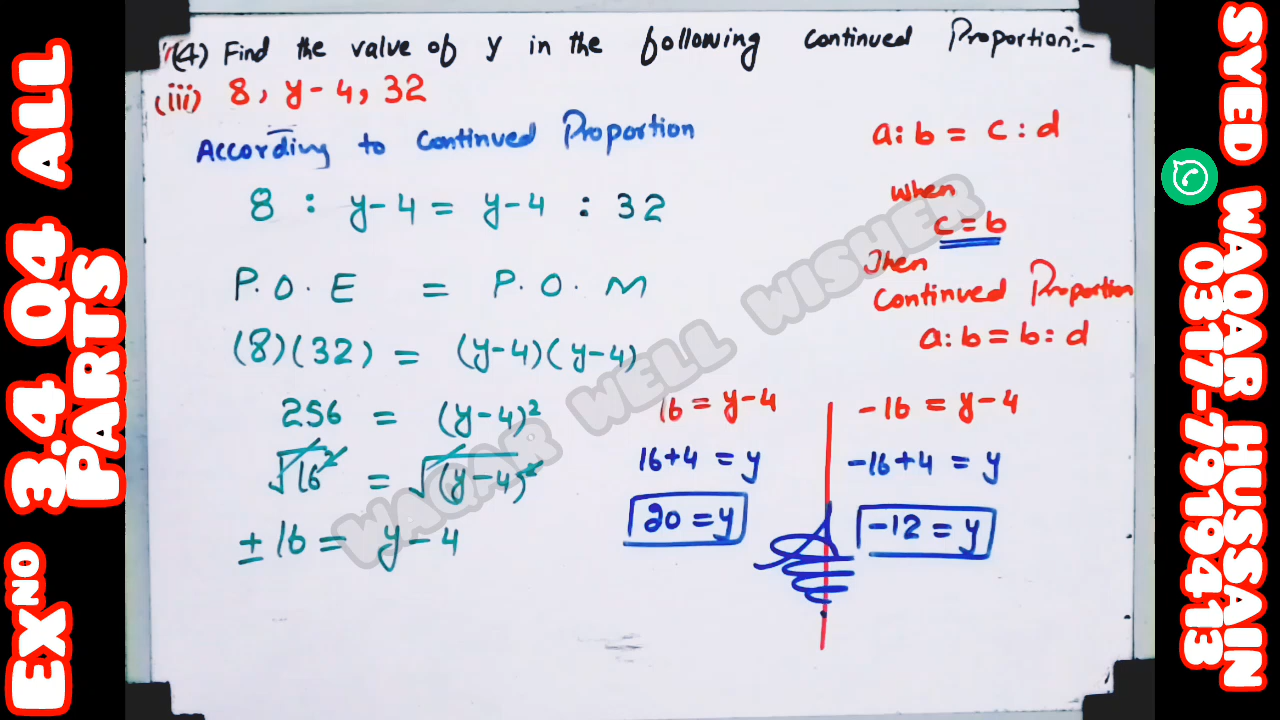 (4) Find the value of y in the following Continued Proportion:-
(iii) 8, y-4, 32
According to Continued Proportion
8 : y-4 = y-4 : 32
P.O.E = P.O.M
(8)(32) = (y-4)(y-4)
256 = (y-4)²
√16² = √(y-4)²
±16 = y-4
a:b = c:d
when
c=b
Then
Continued Proportion
a:b=b:d
16 = y-4
16+4 = y
20 = y
-16 = y-4
-16+4 = y
-12 = y
WAQAR WELL WISHER
Exᴺᴼ 3.4 Q4 ALL
PARTS
SYED WAQAR HUSSAIN
0317-7916413